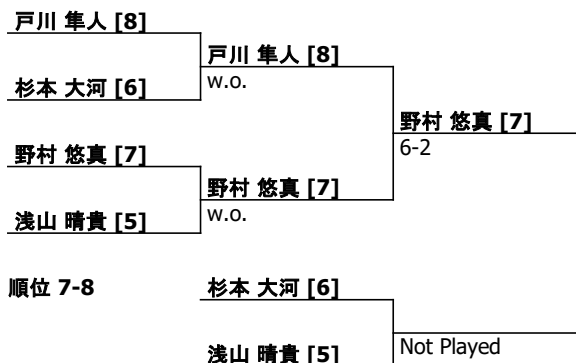 戸川 隼人 [8]
戸川 隼人 [8]
杉本 大河 [6]
w.o.
野村 悠真 [7]
6-2
野村 悠真 [7]
野村 悠真 [7]
浅山 晴貴 [5]
w.o.
順位 7-8
杉本 大河 [6]
Not Played
浅山 晴貴 [5]